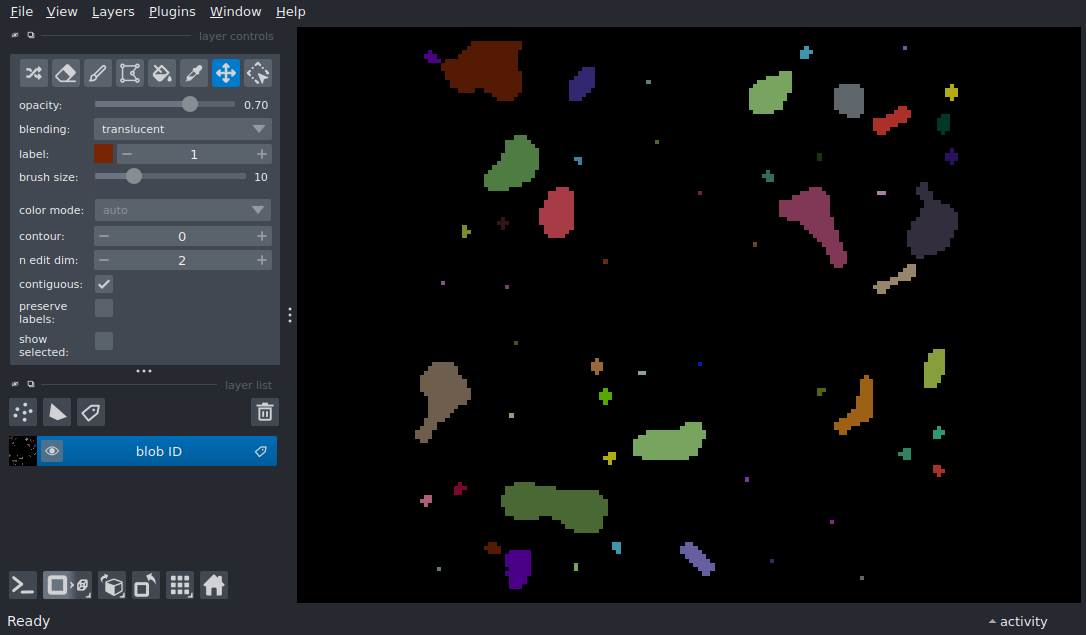 File View Layers Plugins Window Help
layer controls
opacity: 0.70
blending: translucent
label: 1
brush size: 10
color mode: auto
contour: 0
n edit dim: 2
contiguous:
preserve
labels:
show
selected:
layer list
blob ID
Ready
activity